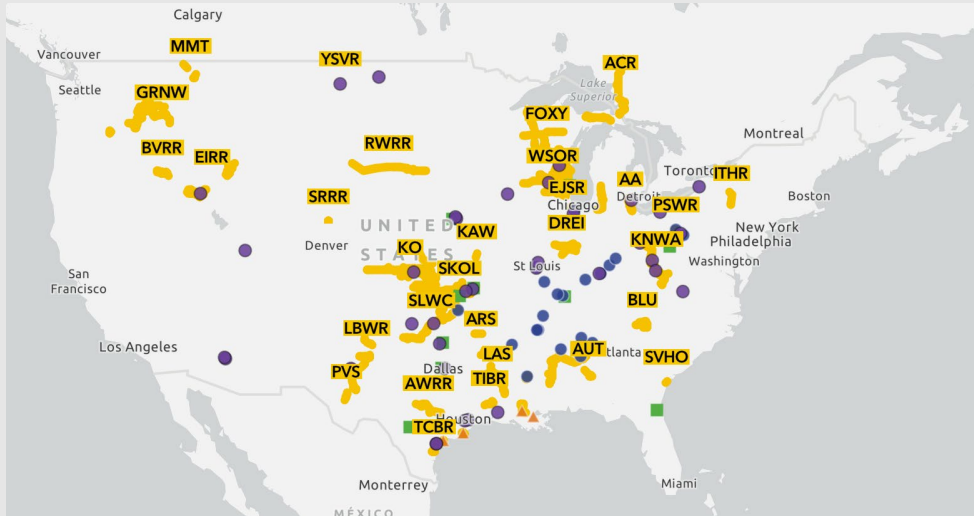 Calgary
MMT
Vancouver
YSVR
ACR
Seattle
GRNW
Lake
Superior
FOXY
Montreal
BVRR
EIRR
RWRR
WSOR
Toronto
ITHR
AA
EJSR
Detroit
Boston
SRRR
Chicago
PSWR
DREI
UNITED
STATES
KAW
New York
Denver
KO
KNWA
Philadelphia
Washington
San
Francisco
SKOL
St Louis
SLWC
BLU
LBWR
ARS
Los Angeles
LAS
AUT
Atlanta
SVHO
PVS
Dallas
AWRR
TIBR
Houston
TCBR
Monterrey
Miami
MÉXICO